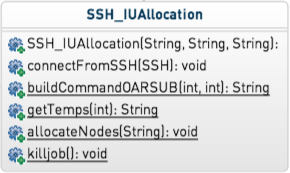 SSH_IUAllocation
SSH_IUAllocation(String, String, String):
connectFromSSH(SSH): void
buildCommandOARSUB(int, int): String
getTemps(int): String
allocateNodes(String): void
killjob(): void